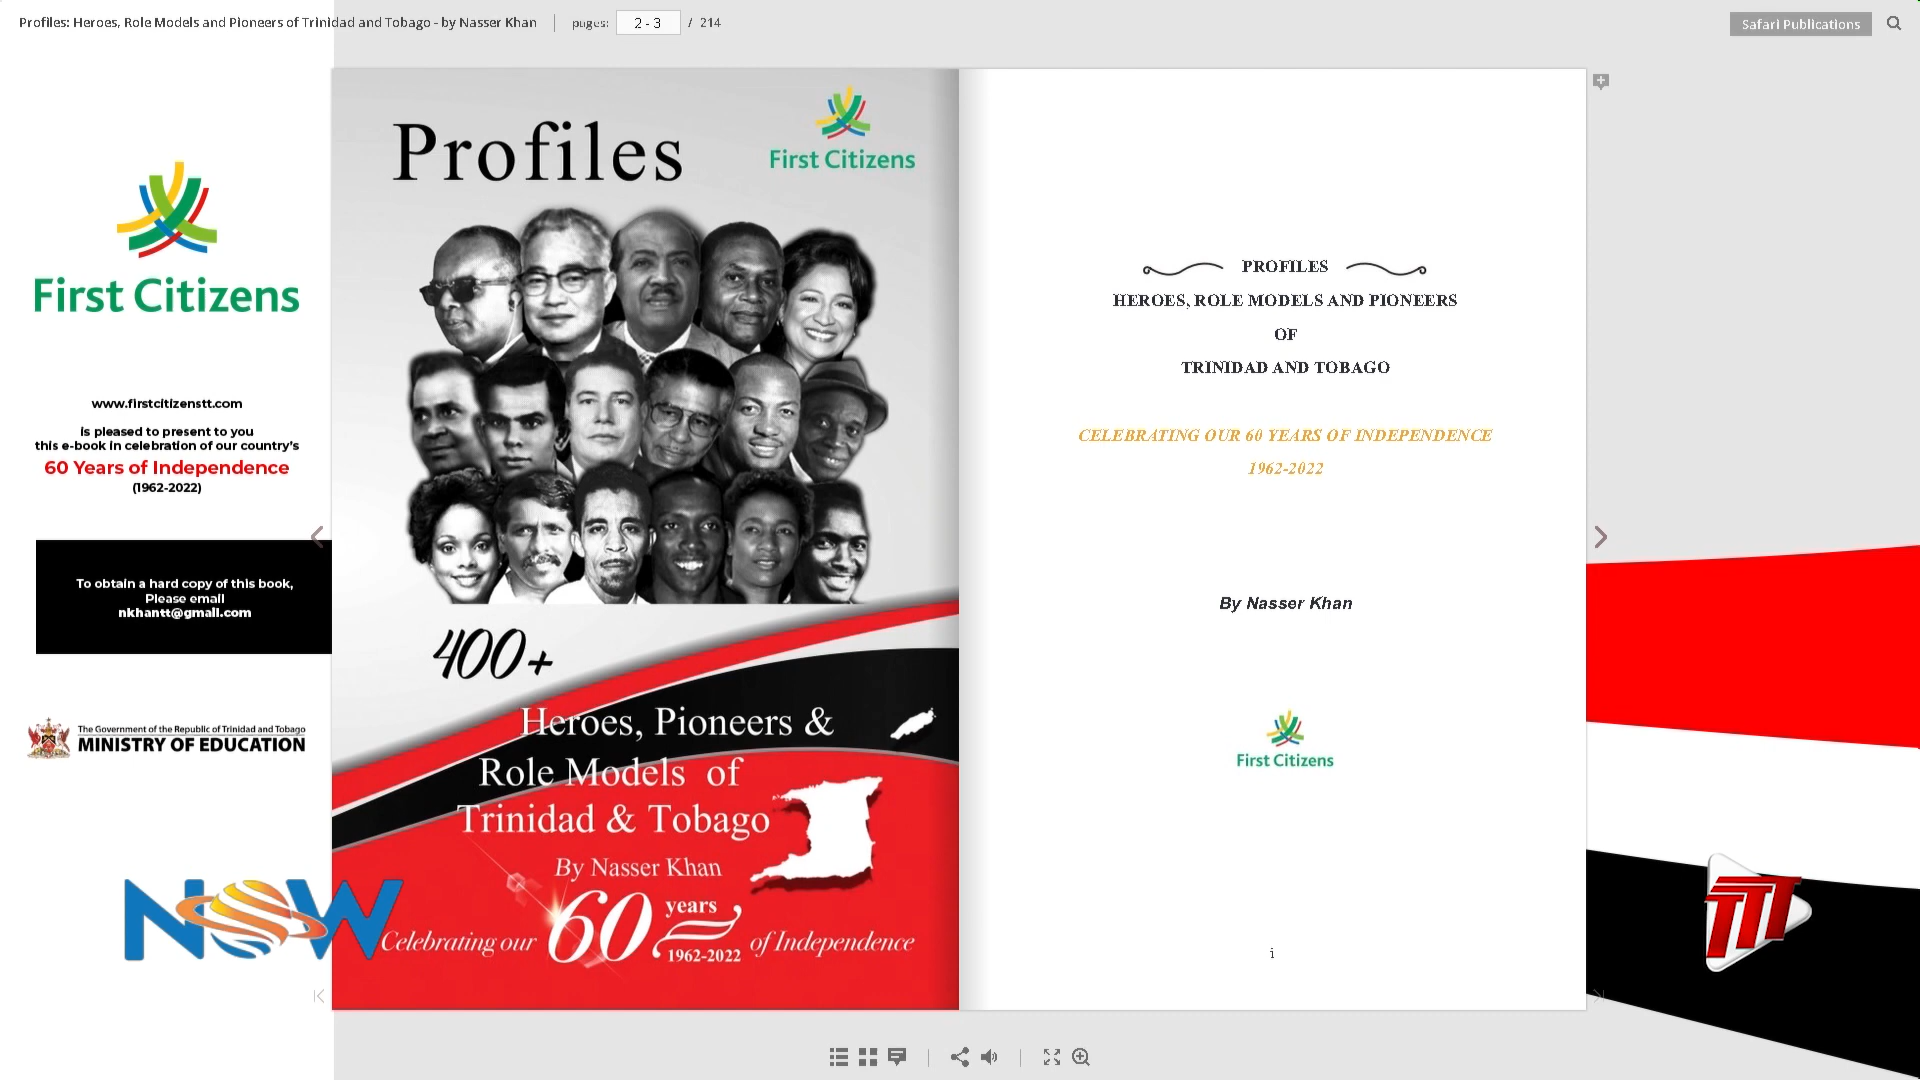 Profiles: Heroes, Role Models and Pioneers of Trinidad and Tobago - by Nasser Khan
pages: 2 - 3 / 214
Safari Publications
First Citizens
www.firstcitizenstt.com
is pleased to present to you
this e-book in celebration of our country's
60 Years of Independence
(1962-2022)
To obtain a hard copy of this book,
Please email
nkhantt@gmail.com
The Government of the Republic of Trinidad and Tobago
MINISTRY OF EDUCATION
NOW
Profiles
First Citizens
400+
Heroes, Pioneers &
Role Models of
Trinidad & Tobago
By Nasser Khan
Celebrating our 60 years 1962-2022 of Independence
PROFILES
HEROES, ROLE MODELS AND PIONEERS
OF
TRINIDAD AND TOBAGO
CELEBRATING OUR 60 YEARS OF INDEPENDENCE
1962-2022
By Nasser Khan
First Citizens
i
TTT